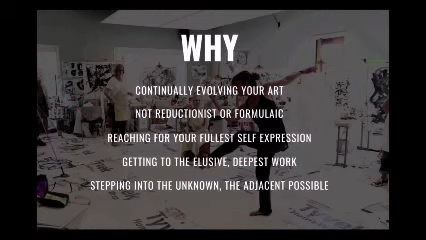 WHY
CONTINUALLY EVOLVING YOUR ART
NOT REDUCTIONIST OR FORMULAIC
REACHING FOR YOUR FULLEST SELF EXPRESSION
GETTING TO THE ELUSIVE, DEEPEST WORK
STEPPING INTO THE UNKNOWN, THE ADJACENT POSSIBLE